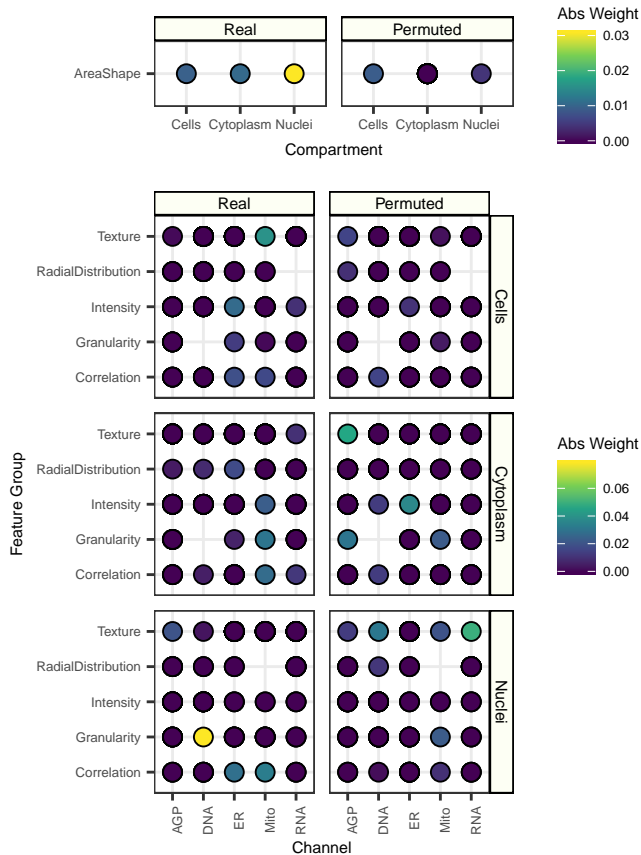 Real Permuted
AreaShape
Cells Cytoplasm Nuclei Cells Cytoplasm Nuclei
Compartment
Abs Weight
0.03
0.02
0.01
0.00
Real Permuted
Texture
RadialDistribution
Intensity
Granularity
Correlation
Cells
Texture
RadialDistribution
Intensity
Granularity
Correlation
Cytoplasm
Texture
RadialDistribution
Intensity
Granularity
Correlation
Nuclei
Feature Group
AGP DNA ER Mito RNA AGP DNA ER Mito RNA
Channel
Abs Weight
0.06
0.04
0.02
0.00